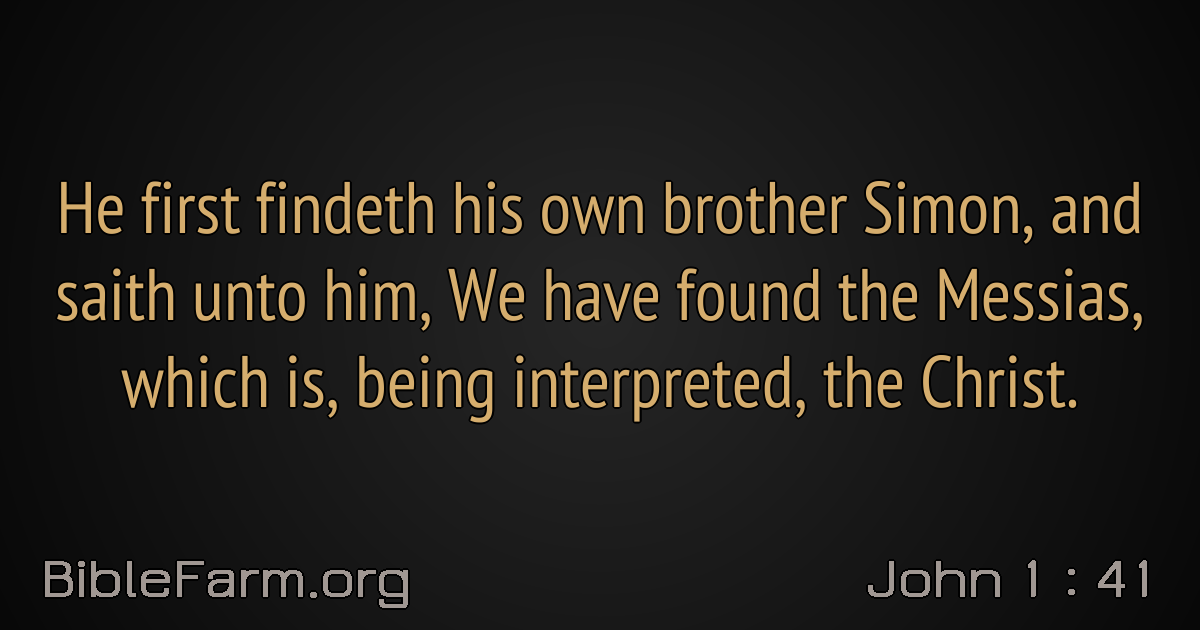 He first findeth his own brother Simon, and
saith unto him, We have found the Messias,
which is, being interpreted, the Christ.
BibleFarm.org
John 1 : 41